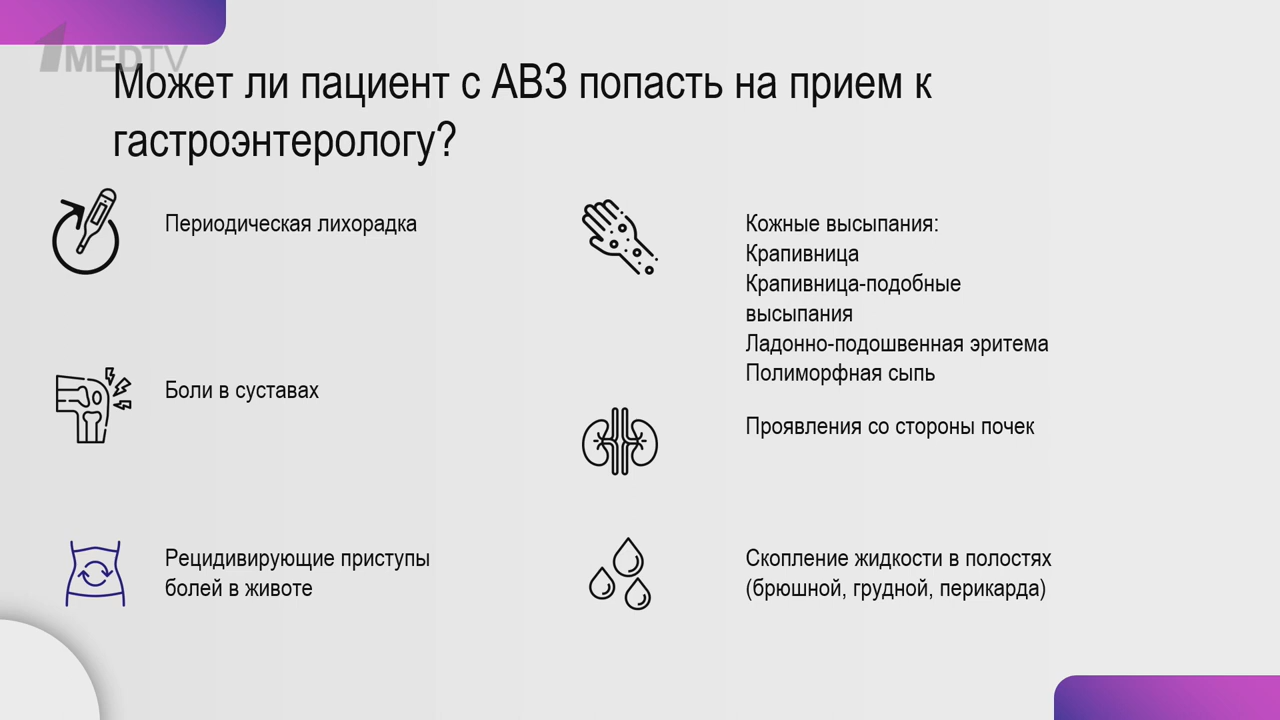 1MEDTV
Может ли пациент с АВЗ попасть на прием к
гастроэнтерологу?
Периодическая лихорадка
Боли в суставах
Рецидивирующие приступы
болей в животе
Кожные высыпания:
Крапивница
Крапивница-подобные
высыпания
Ладонно-подошвенная эритема
Полиморфная сыпь
Проявления со стороны почек
Скопление жидкости в полостях
(брюшной, грудной, перикарда)